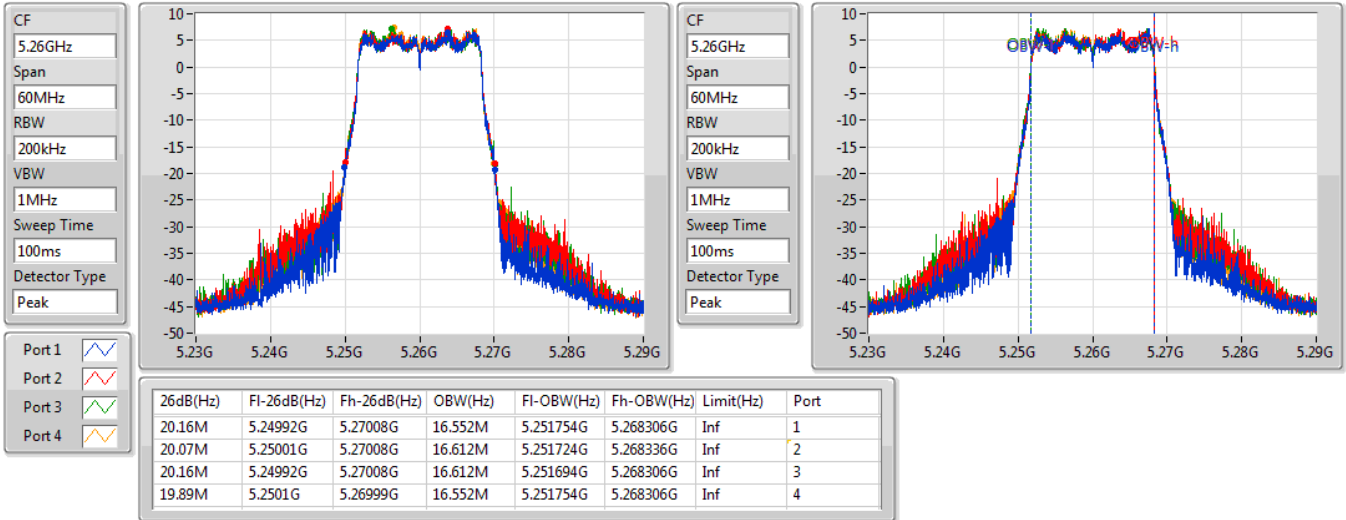 CF
5.26GHz
Span
60MHz
RBW
200kHz
VBW
1MHz
Sweep Time
100ms
Detector Type
Peak
10
5
0
-5
-10
-15
-20
-25
-30
-35
-40
-45
-50
5.23G 5.24G 5.25G 5.26G 5.27G 5.28G 5.29G
CF
5.26GHz
Span
60MHz
RBW
200kHz
VBW
1MHz
Sweep Time
100ms
Detector Type
Peak
10
5
0
-5
-10
-15
-20
-25
-30
-35
-40
-45
-50
5.23G 5.24G 5.25G 5.26G 5.27G 5.28G 5.29G
Port 1
Port 2
Port 3
Port 4
26dB(Hz) Fl-26dB(Hz) Fh-26dB(Hz) OBW(Hz) Fl-OBW(Hz) Fh-OBW(Hz) Limit(Hz) Port
20.16M 5.24992G 5.27008G 16.552M 5.251754G 5.268306G Inf 1
20.07M 5.25001G 5.27008G 16.612M 5.251724G 5.268336G Inf 2
20.16M 5.24992G 5.27008G 16.612M 5.251694G 5.268306G Inf 3
19.89M 5.2501G 5.26999G 16.552M 5.251754G 5.268306G Inf 4